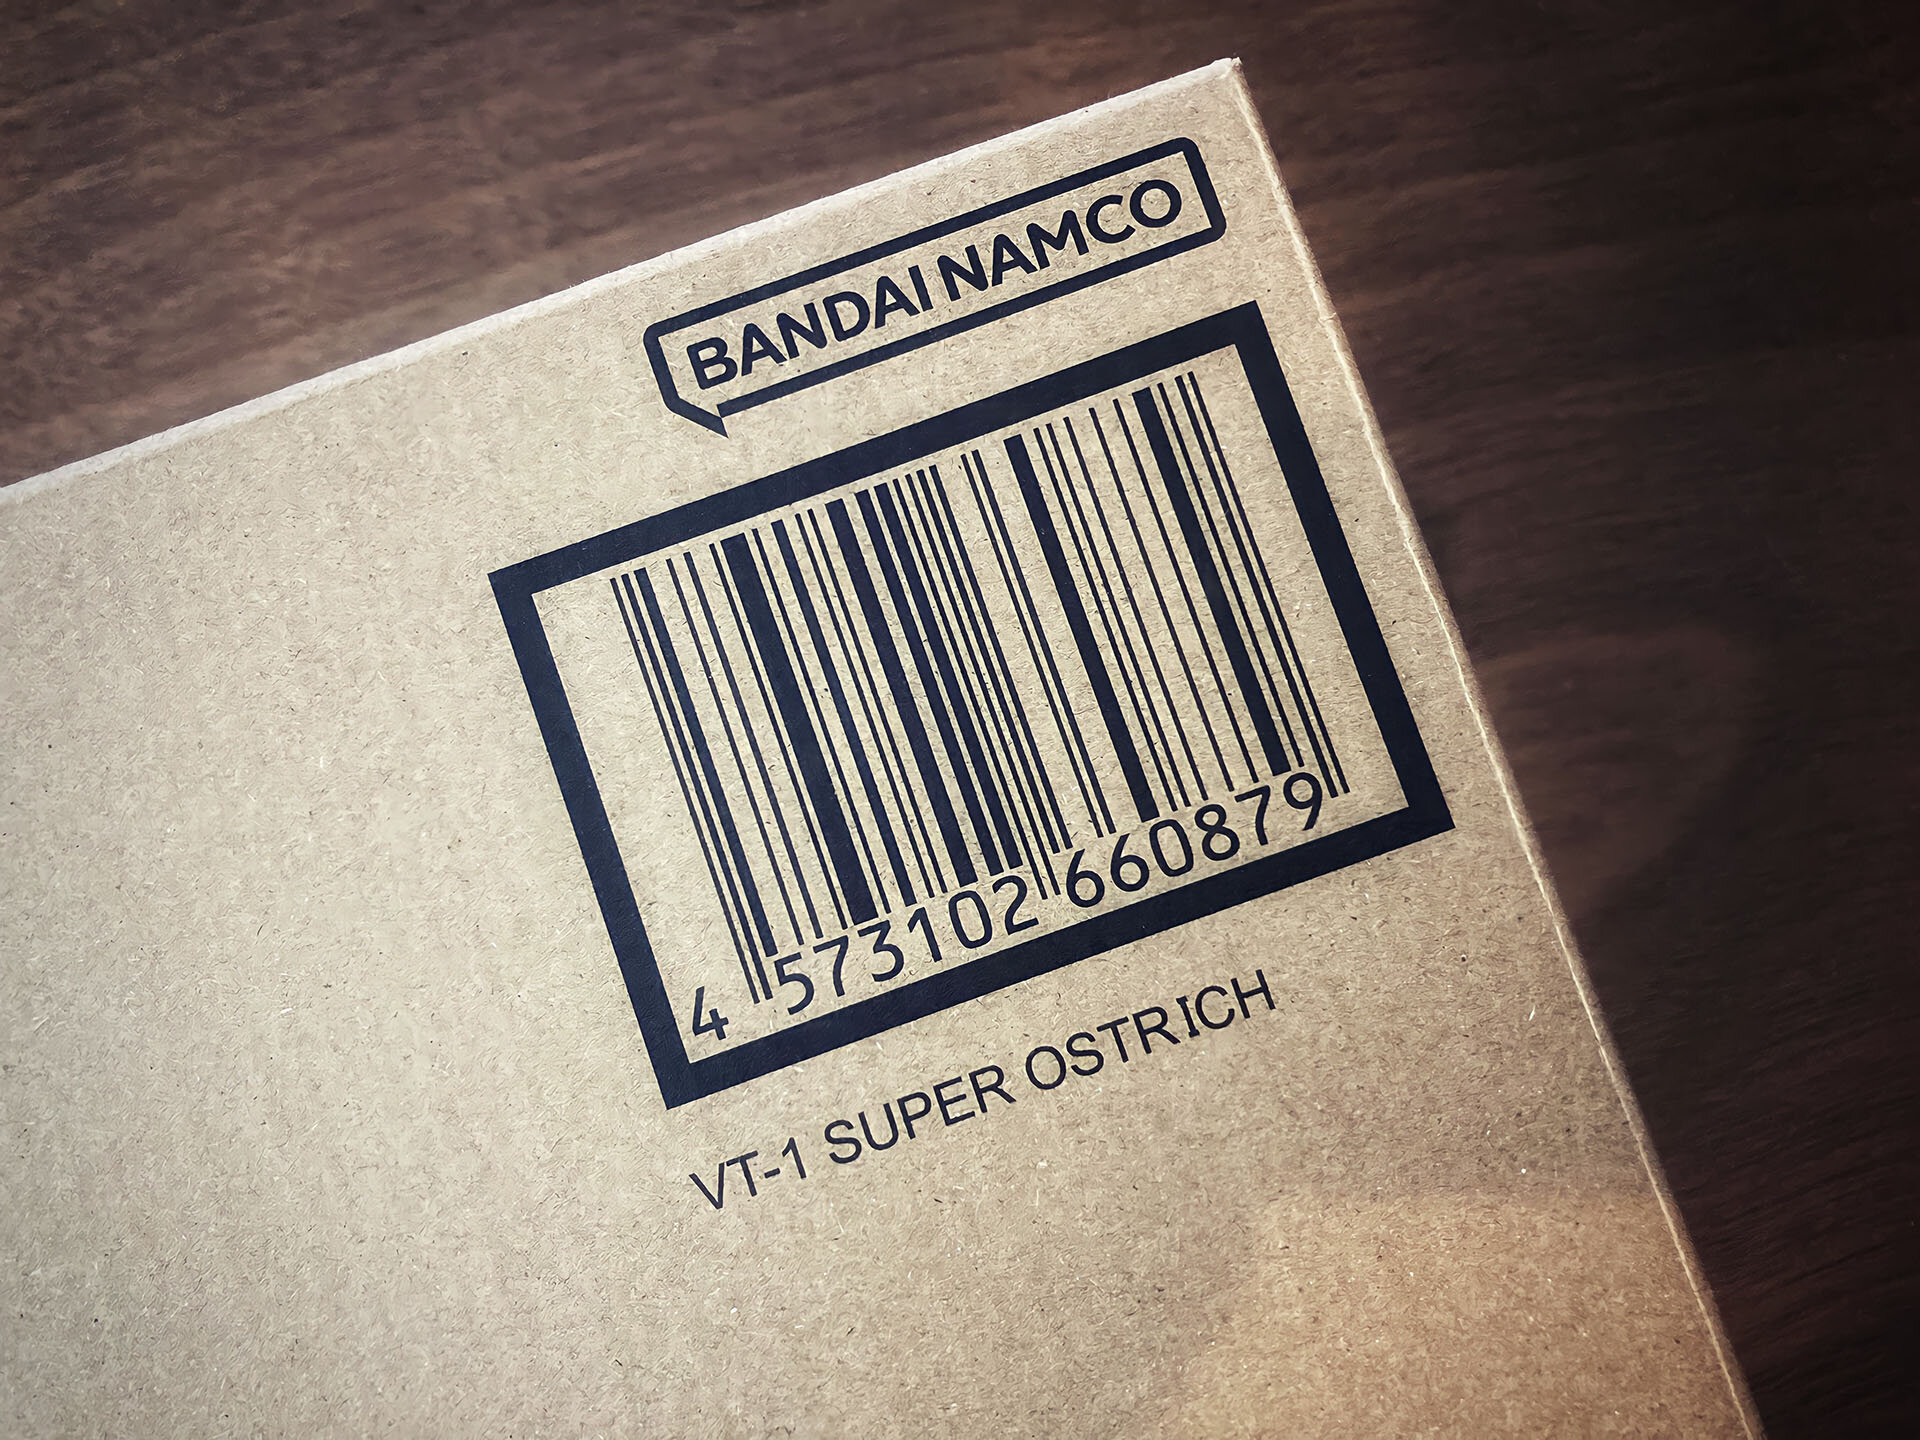 BANDAI NAMCO
4 573102 660879
VT-1 SUPER OSTRICH